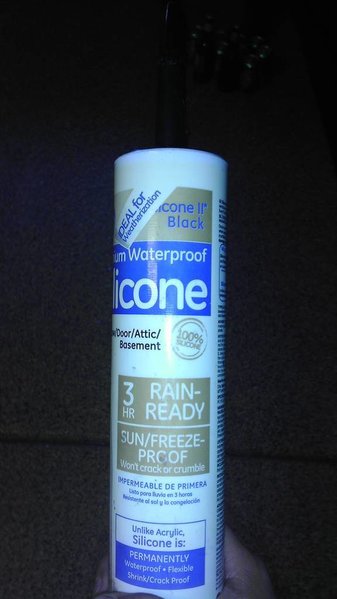 IDEAL for
Weatherization
icone II*
Black
um Waterproof
licone
w/Door/Attic/
Basement
100%
SILICONE
3
HR
RAIN-
READY
SUN/FREEZE-
PROOF
Won't crack or crumble
IMPERMEABLE DE PRIMERA
Listo para lluvia en 3 horas
Resistente al sol y la congelación
Unlike Acrylic,
Silicone is:
PERMANENTLY
Waterproof • Flexible
Shrink/Crack Proof